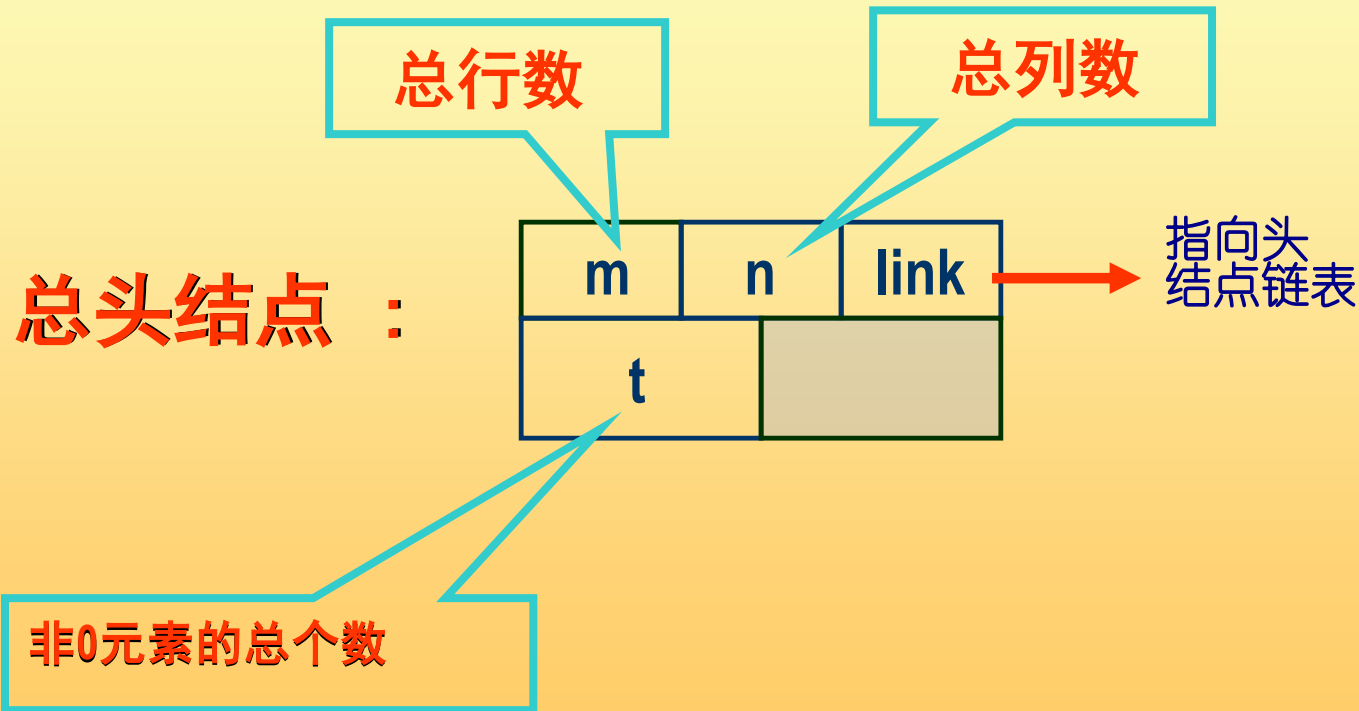 总行数
总列数
m
n
link
指向头
结点链表
总头结点 ：
t
非0元素的总个数